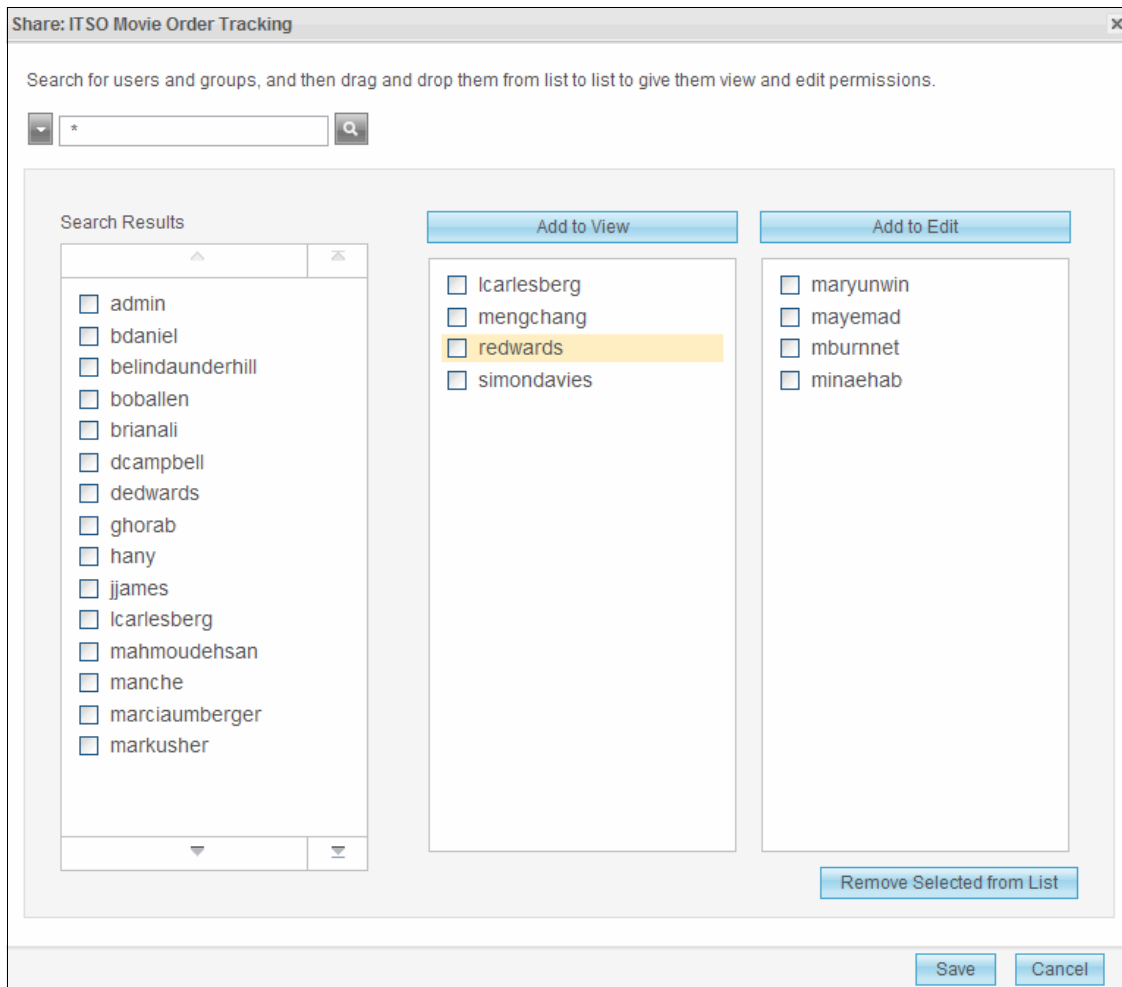 Share: ITSO Movie Order Tracking
Search for users and groups, and then drag and drop them from list to list to give them view and edit permissions.
*
Search Results
admin
bdaniel
belindaunderhill
boballen
brianali
dcampbell
dedwards
ghorab
hany
jjames
lcarlesberg
mahmoudehsan
manche
marciaumberger
markusher
Add to View
lcarlesberg
mengchang
redwards
simondavies
Add to Edit
maryunwin
mayemad
mburnnet
minaehab
Remove Selected from List
Save
Cancel